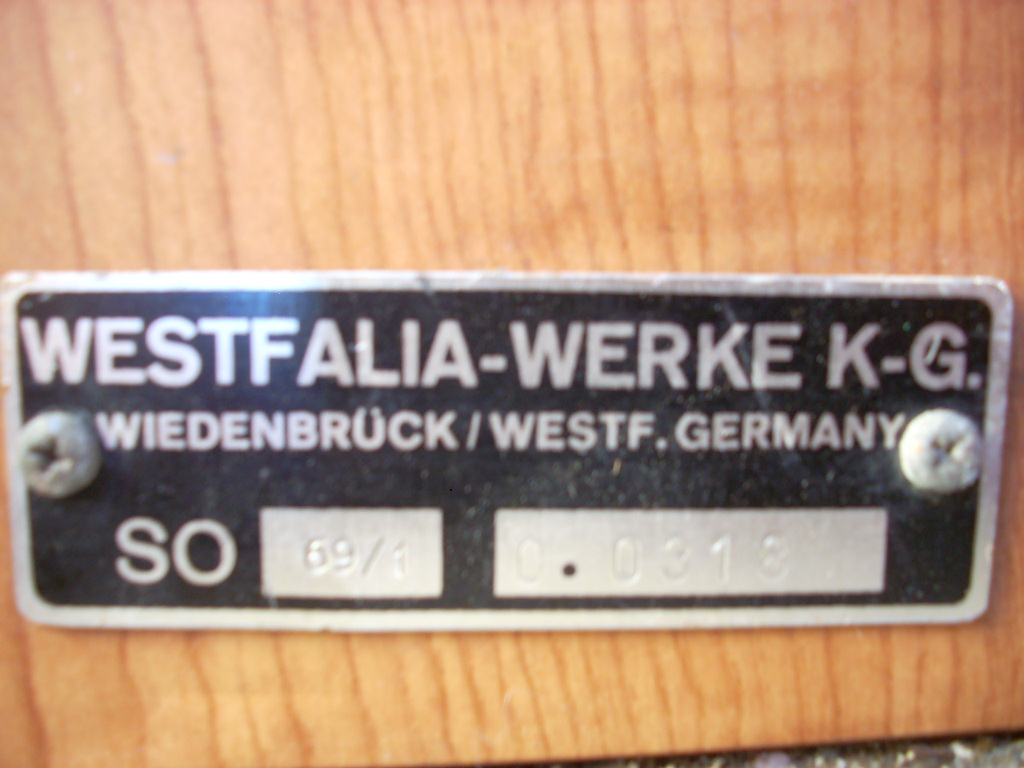 WESTFALIA-WERKE K-G.
WIEDENBRÜCK / WESTF. GERMANY
SO 69/1 0.0318